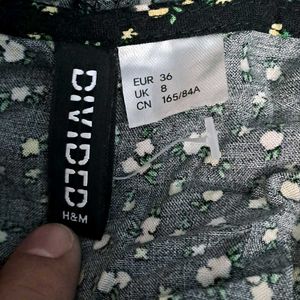 DIVIDED
H&M
EUR 36
UK 8
CN 165/84A